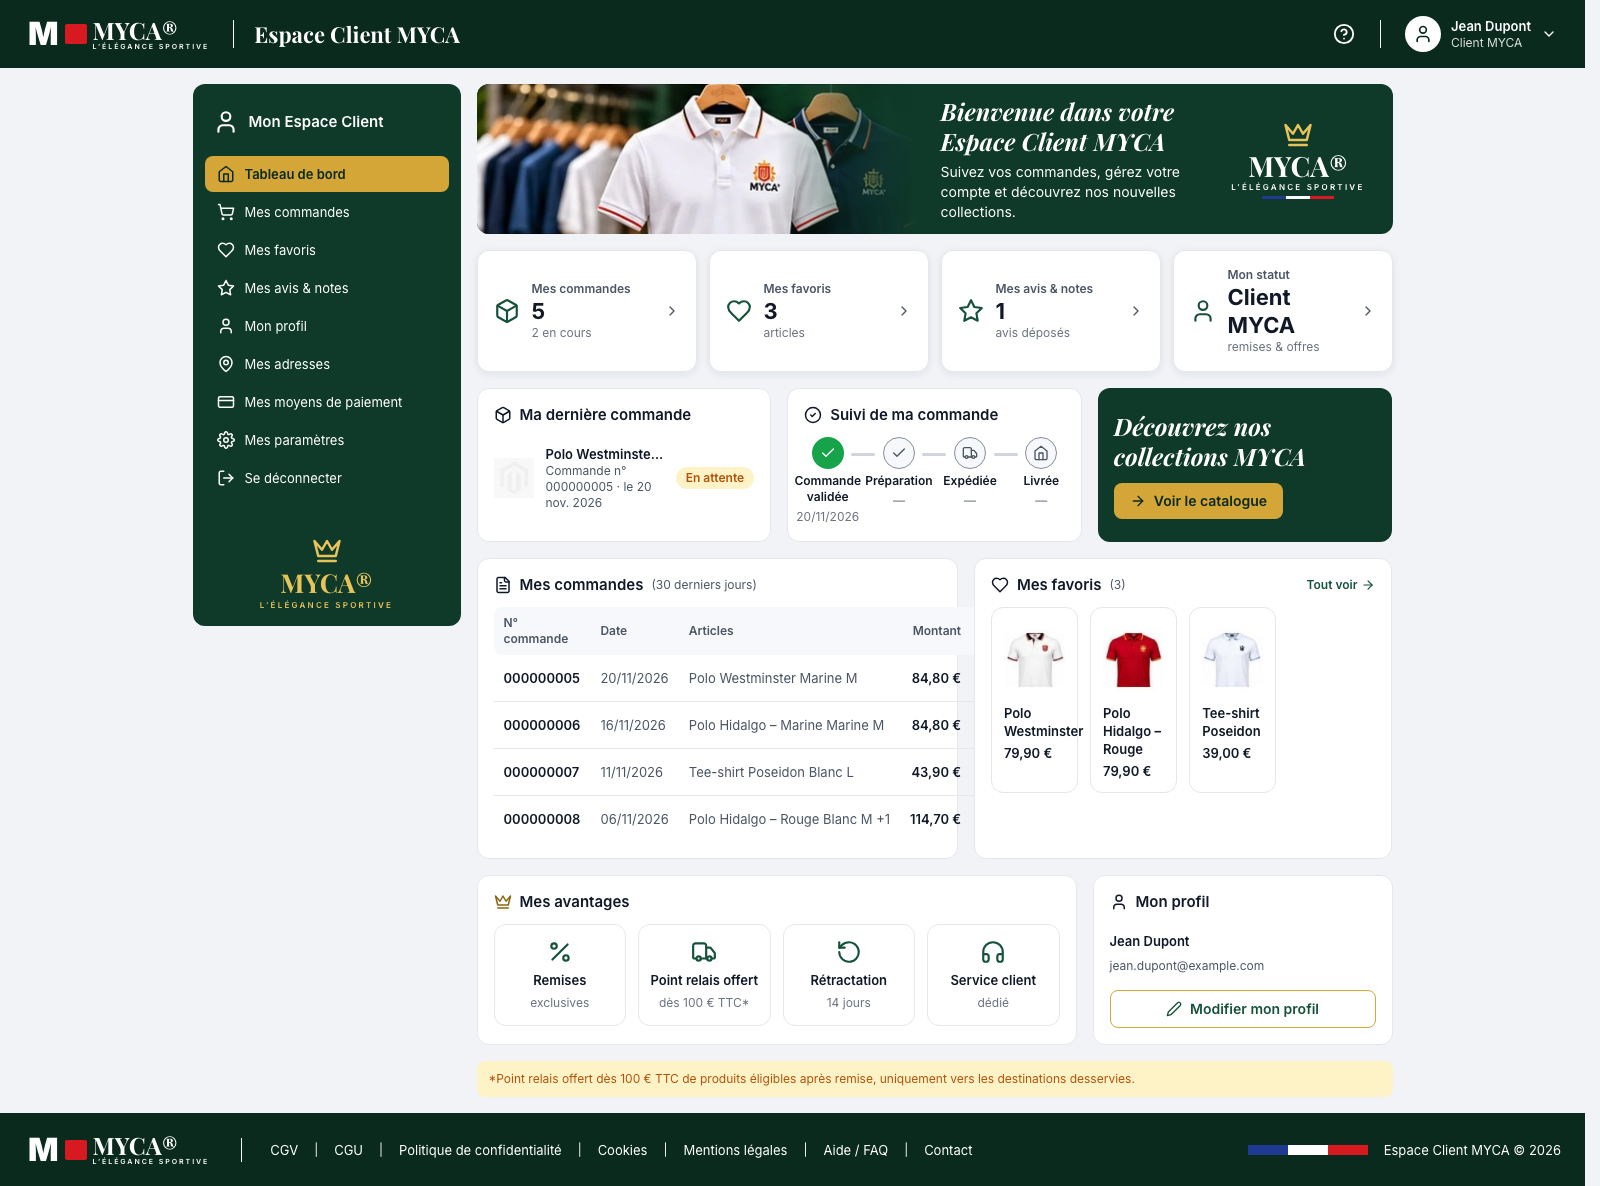 M MYCA®
L'ÉLÉGANCE SPORTIVE
Espace Client MYCA
Jean Dupont
Client MYCA
Mon Espace Client
Tableau de bord
Mes commandes
Mes favoris
Mes avis & notes
Mon profil
Mes adresses
Mes moyens de paiement
Mes paramètres
Se déconnecter
MYCA®
L'ÉLÉGANCE SPORTIVE
MYCA
MYCA
Bienvenue dans votre
Espace Client MYCA
Suivez vos commandes, gérez votre
compte et découvrez nos nouvelles
collections.
MYCA®
L'ÉLÉGANCE SPORTIVE
Mes commandes
5
2 en cours
Mes favoris
3
articles
Mes avis & notes
1
avis déposés
Mon statut
Client
MYCA
remises & offres
Ma dernière commande
Polo Westminste...
Commande n°
000000005 · le 20
nov. 2026
En attente
Suivi de ma commande
Commande
validée
20/11/2026
Préparation
—
Expédiée
—
Livrée
—
Découvrez nos
collections MYCA
Voir le catalogue
Mes commandes (30 derniers jours)
N°
commande
Date
Articles
Montant
000000005 20/11/2026 Polo Westminster Marine M 84,80 €
000000006 16/11/2026 Polo Hidalgo – Marine Marine M 84,80 €
000000007 11/11/2026 Tee-shirt Poseidon Blanc L 43,90 €
000000008 06/11/2026 Polo Hidalgo – Rouge Blanc M +1 114,70 €
Mes favoris (3)
Tout voir
Polo
Westminster
79,90 €
Polo
Hidalgo –
Rouge
79,90 €
Tee-shirt
Poseidon
39,00 €
Mes avantages
Remises
exclusives
Point relais offert
dès 100 € TTC*
Rétractation
14 jours
Service client
dédié
Mon profil
Jean Dupont
jean.dupont@example.com
Modifier mon profil
*Point relais offert dès 100 € TTC de produits éligibles après remise, uniquement vers les destinations desservies.
M MYCA®
L'ÉLÉGANCE SPORTIVE
CGV | CGU | Politique de confidentialité | Cookies | Mentions légales | Aide / FAQ | Contact
Espace Client MYCA © 2026